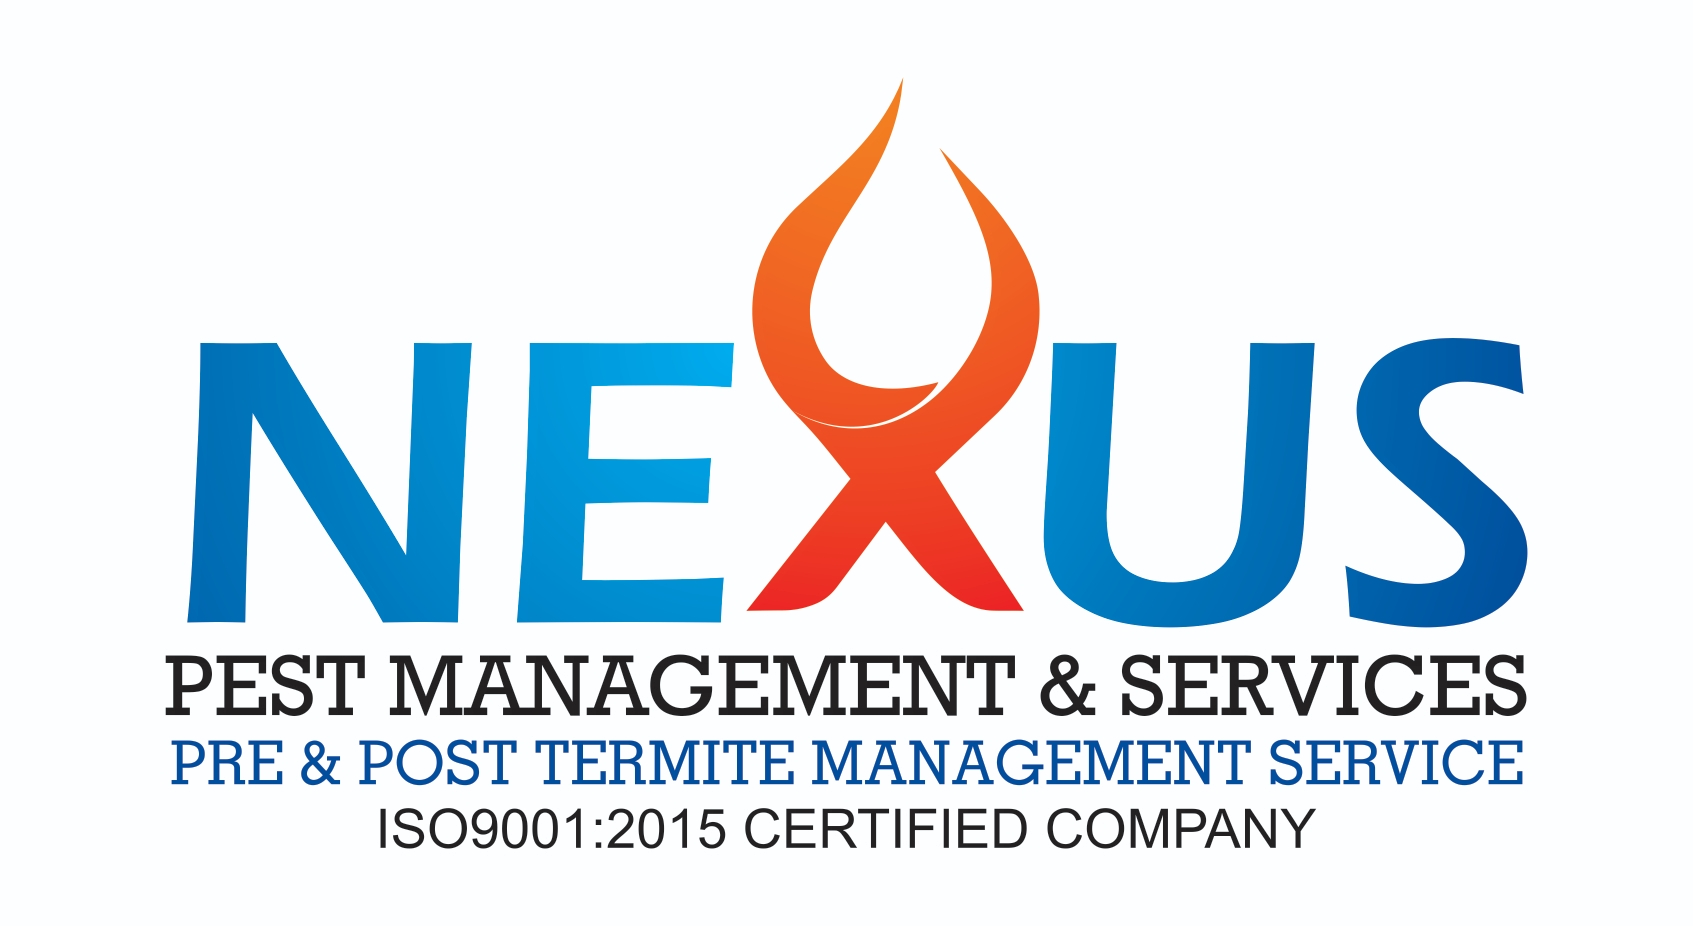 NEXUS
PEST MANAGEMENT & SERVICES
PRE & POST TERMITE MANAGEMENT SERVICE
ISO9001:2015 CERTIFIED COMPANY